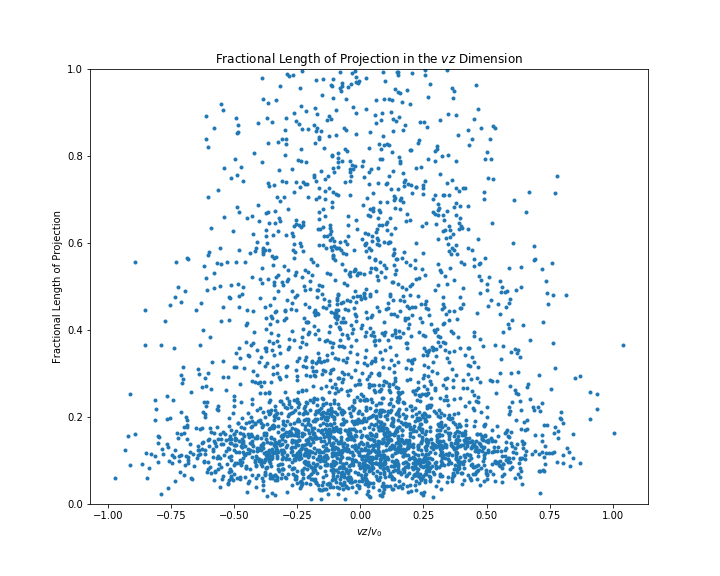 Fractional Length of Projection in the vz Dimension
1.0
0.8
0.6
0.4
0.2
0.0
Fractional Length of Projection
−1.00 −0.75 −0.50 −0.25 0.00 0.25 0.50 0.75 1.00
vz/v₀